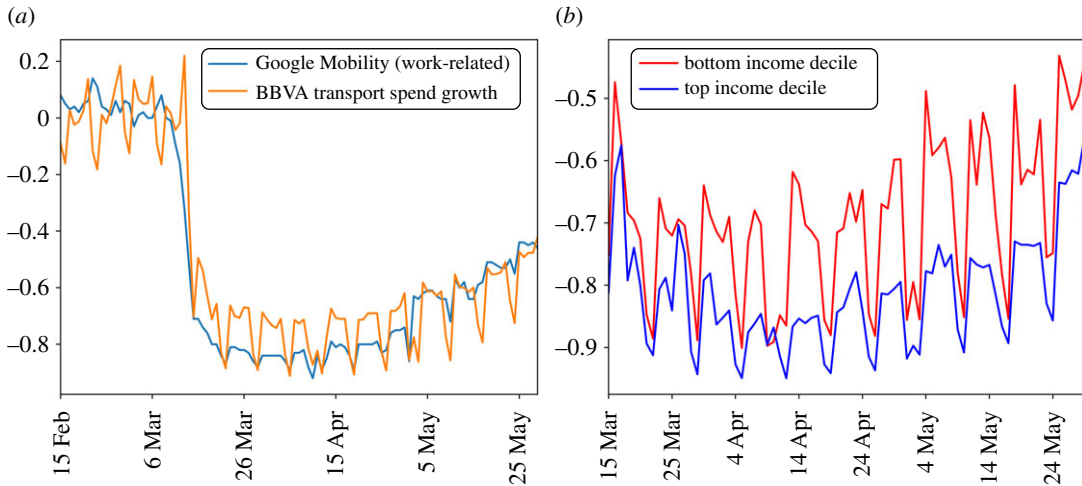 (a)
0.2
0
–0.2
–0.4
–0.6
–0.8
Google Mobility (work-related)
BBVA transport spend growth
15 Feb
6 Mar
26 Mar
15 Apr
5 May
25 May
(b)
–0.5
–0.6
–0.7
–0.8
–0.9
bottom income decile
top income decile
15 Mar
25 Mar
4 Apr
14 Apr
24 Apr
4 May
14 May
24 May